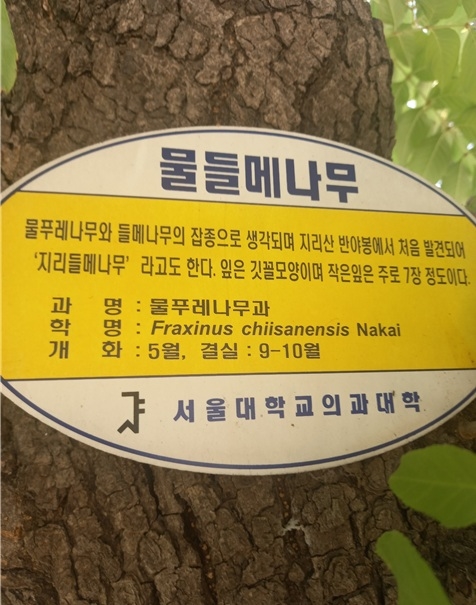 물들메나무
물푸레나무와 들메나무의 잡종으로 생각되며 지리산 반야봉에서 처음 발견되어
'지리들메나무' 라고도 한다. 잎은 깃꼴모양이며 작은잎은 주로 7장 정도이다.
과 명 : 물푸레나무과
학 명 : Fraxinus chiisanensis Nakai
개 화 : 5월, 결실 : 9-10월
서울대학교의과대학